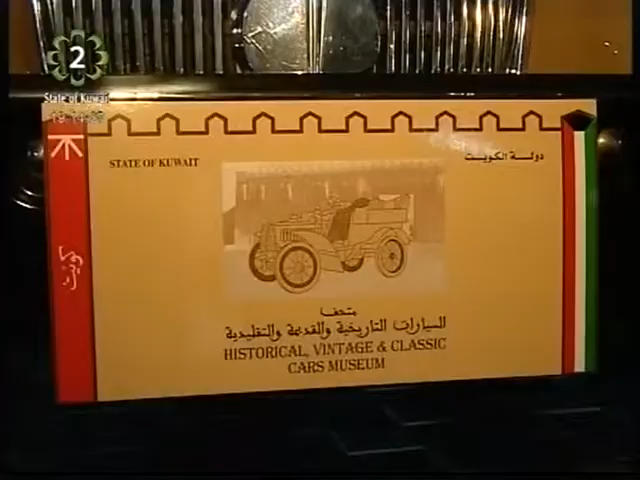 2
State of Kuwait
STATE OF KUWAIT
دولة الكويت
كويت
متحف
السيارات التاريخية والقديمة والتقليدية
HISTORICAL, VINTAGE & CLASSIC
CARS MUSEUM